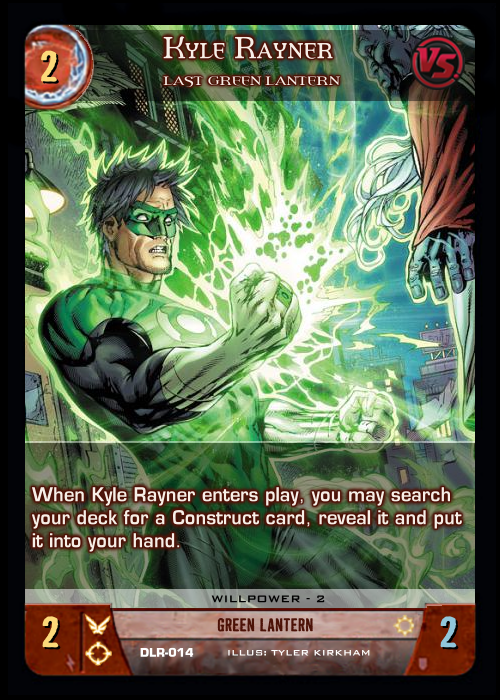 2
Kyle Rayner
Last Green Lantern
VS
When Kyle Rayner enters play, you may search
your deck for a Construct card, reveal it and put
it into your hand.
WILLPOWER - 2
2
GREEN LANTERN
2
DLR-014
ILLUS: TYLER KIRKHAM